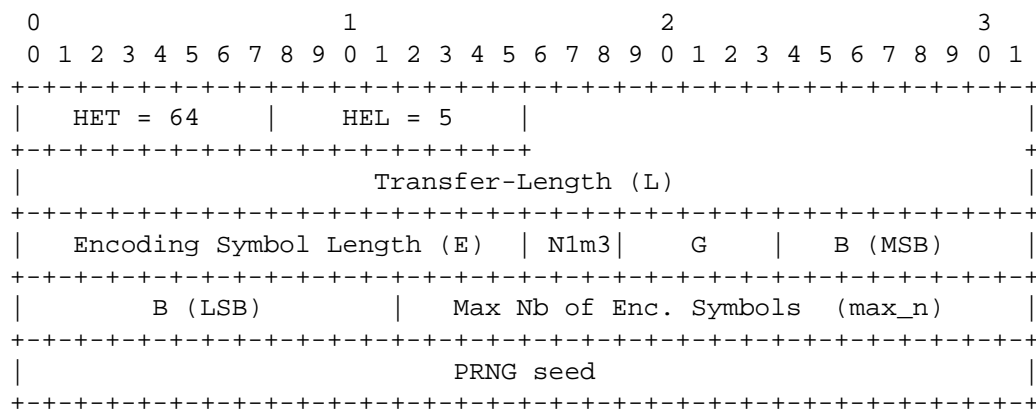 0                   1                   2                   3
 0 1 2 3 4 5 6 7 8 9 0 1 2 3 4 5 6 7 8 9 0 1 2 3 4 5 6 7 8 9 0 1
+-+-+-+-+-+-+-+-+-+-+-+-+-+-+-+-+-+-+-+-+-+-+-+-+-+-+-+-+-+-+-+-+
|   HET = 64    |    HEL = 5    |                               |
+-+-+-+-+-+-+-+-+-+-+-+-+-+-+-+-+                               +
|                      Transfer-Length (L)                      |
+-+-+-+-+-+-+-+-+-+-+-+-+-+-+-+-+-+-+-+-+-+-+-+-+-+-+-+-+-+-+-+-+
|   Encoding Symbol Length (E)  | N1m3|    G    |   B (MSB)     |
+-+-+-+-+-+-+-+-+-+-+-+-+-+-+-+-+-+-+-+-+-+-+-+-+-+-+-+-+-+-+-+-+
|        B (LSB)        |   Max Nb of Enc. Symbols  (max_n)     |
+-+-+-+-+-+-+-+-+-+-+-+-+-+-+-+-+-+-+-+-+-+-+-+-+-+-+-+-+-+-+-+-+
|                           PRNG seed                           |
+-+-+-+-+-+-+-+-+-+-+-+-+-+-+-+-+-+-+-+-+-+-+-+-+-+-+-+-+-+-+-+-+